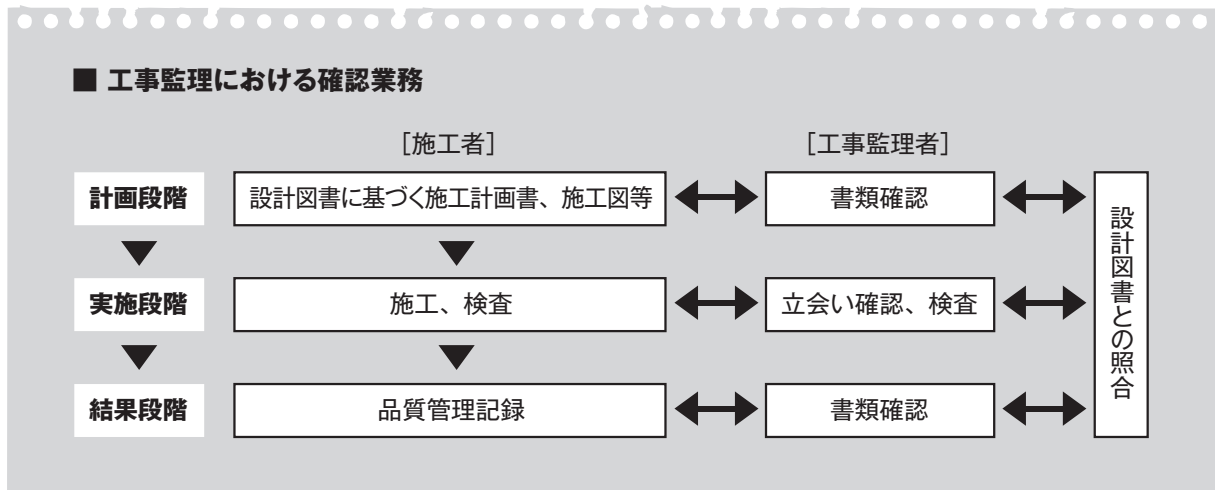 ■ 工事監理における確認業務
[施工者]
[工事監理者]
計画段階
設計図書に基づく施工計画書、施工図等
書類確認
設計図書との照合
実施段階
施工、検査
立会い確認、検査
結果段階
品質管理記録
書類確認